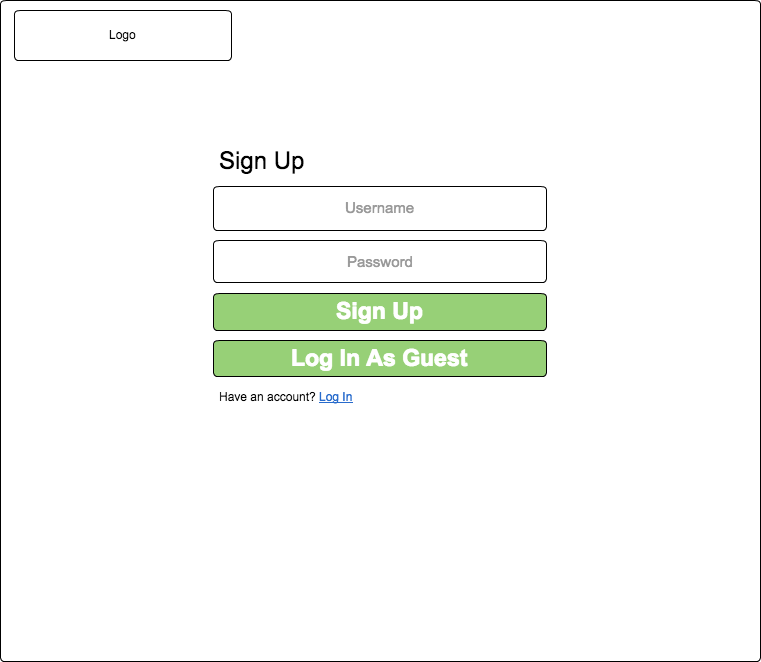 Logo
Sign Up
Username
Password
Sign Up
Log In As Guest
Have an account? Log In